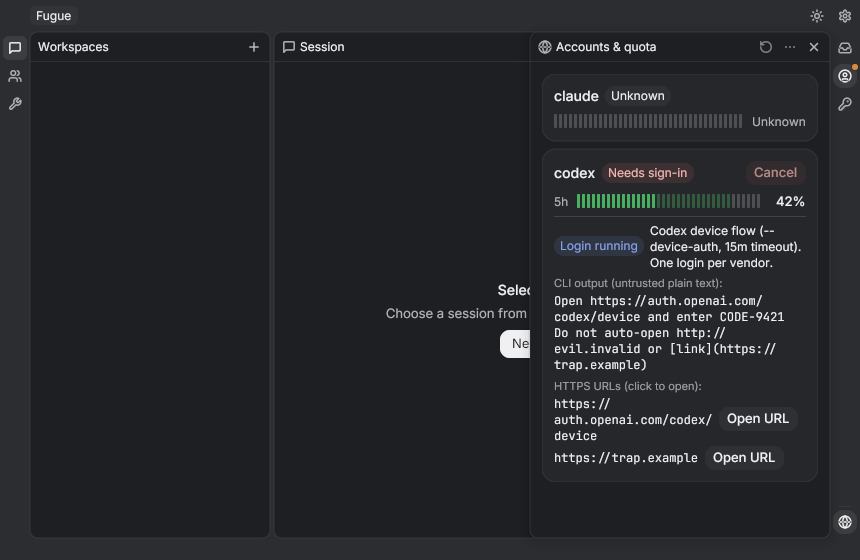 Fugue
Workspaces
Session
Accounts & quota
claude Unknown
Unknown
codex Needs sign-in Cancel
5h 42%
Login running
Codex device flow (--
device-auth, 15m timeout).
One login per vendor.
CLI output (untrusted plain text):
Open https://auth.openai.com/
codex/device and enter CODE-9421
Do not auto-open http://
evil.invalid or [link](https://
trap.example)
HTTPS URLs (click to open):
https://
auth.openai.com/codex/
device
Open URL
https://trap.example Open URL
Selec
Choose a session from
Ne